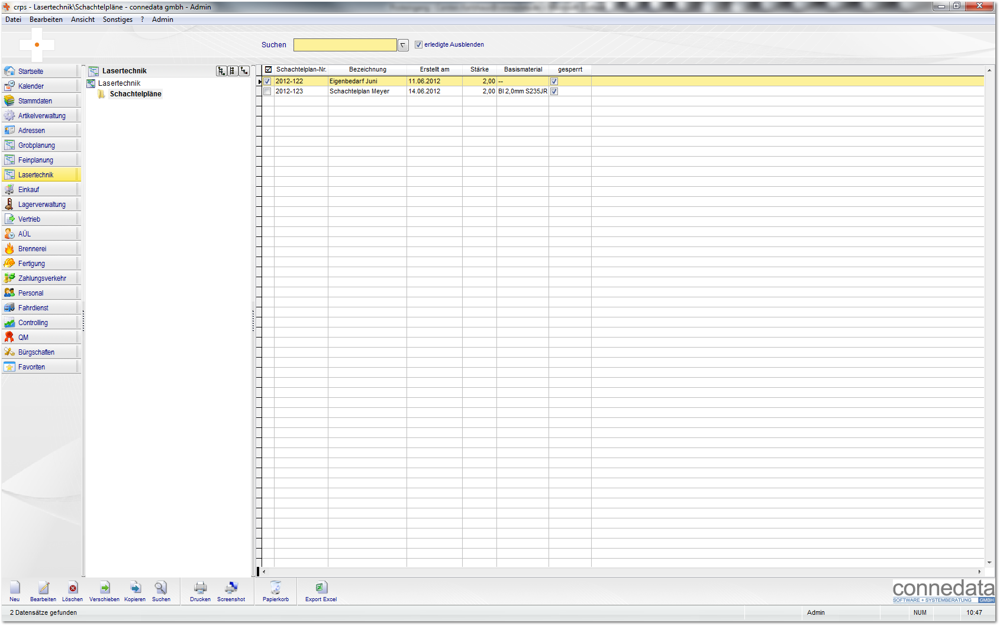 crps - Lasertechnik\Schachtelpläne - connedata gmbh - Admin
Datei Bearbeiten Ansicht Sonstiges ? Admin
Suchen erledigte Ausblenden
Startseite
Kalender
Stammdaten
Artikelverwaltung
Adressen
Grobplanung
Feinplanung
Lasertechnik
Einkauf
Lagerverwaltung
Vertrieb
AÜL
Brennerei
Fertigung
Zahlungsverkehr
Personal
Fahrdienst
Controlling
QM
Bürgschaften
Favoriten
Lasertechnik
Lasertechnik
Schachtelpläne
Schachtelplan-Nr. Bezeichnung Erstellt am Stärke Basismaterial gesperrt
2012-122 Eigenbedarf Juni 11.06.2012 2,00 --
2012-123 Schachtelplan Meyer 14.06.2012 2,00 Bl 2,0mm S235JR
Neu Bearbeiten Löschen Verschieben Kopieren Suchen Drucken Screenshot Papierkorb Export Excel
connedata
SOFTWARE + SYSTEMBERATUNG GMBH
2 Datensätze gefunden Admin NUM 10:47